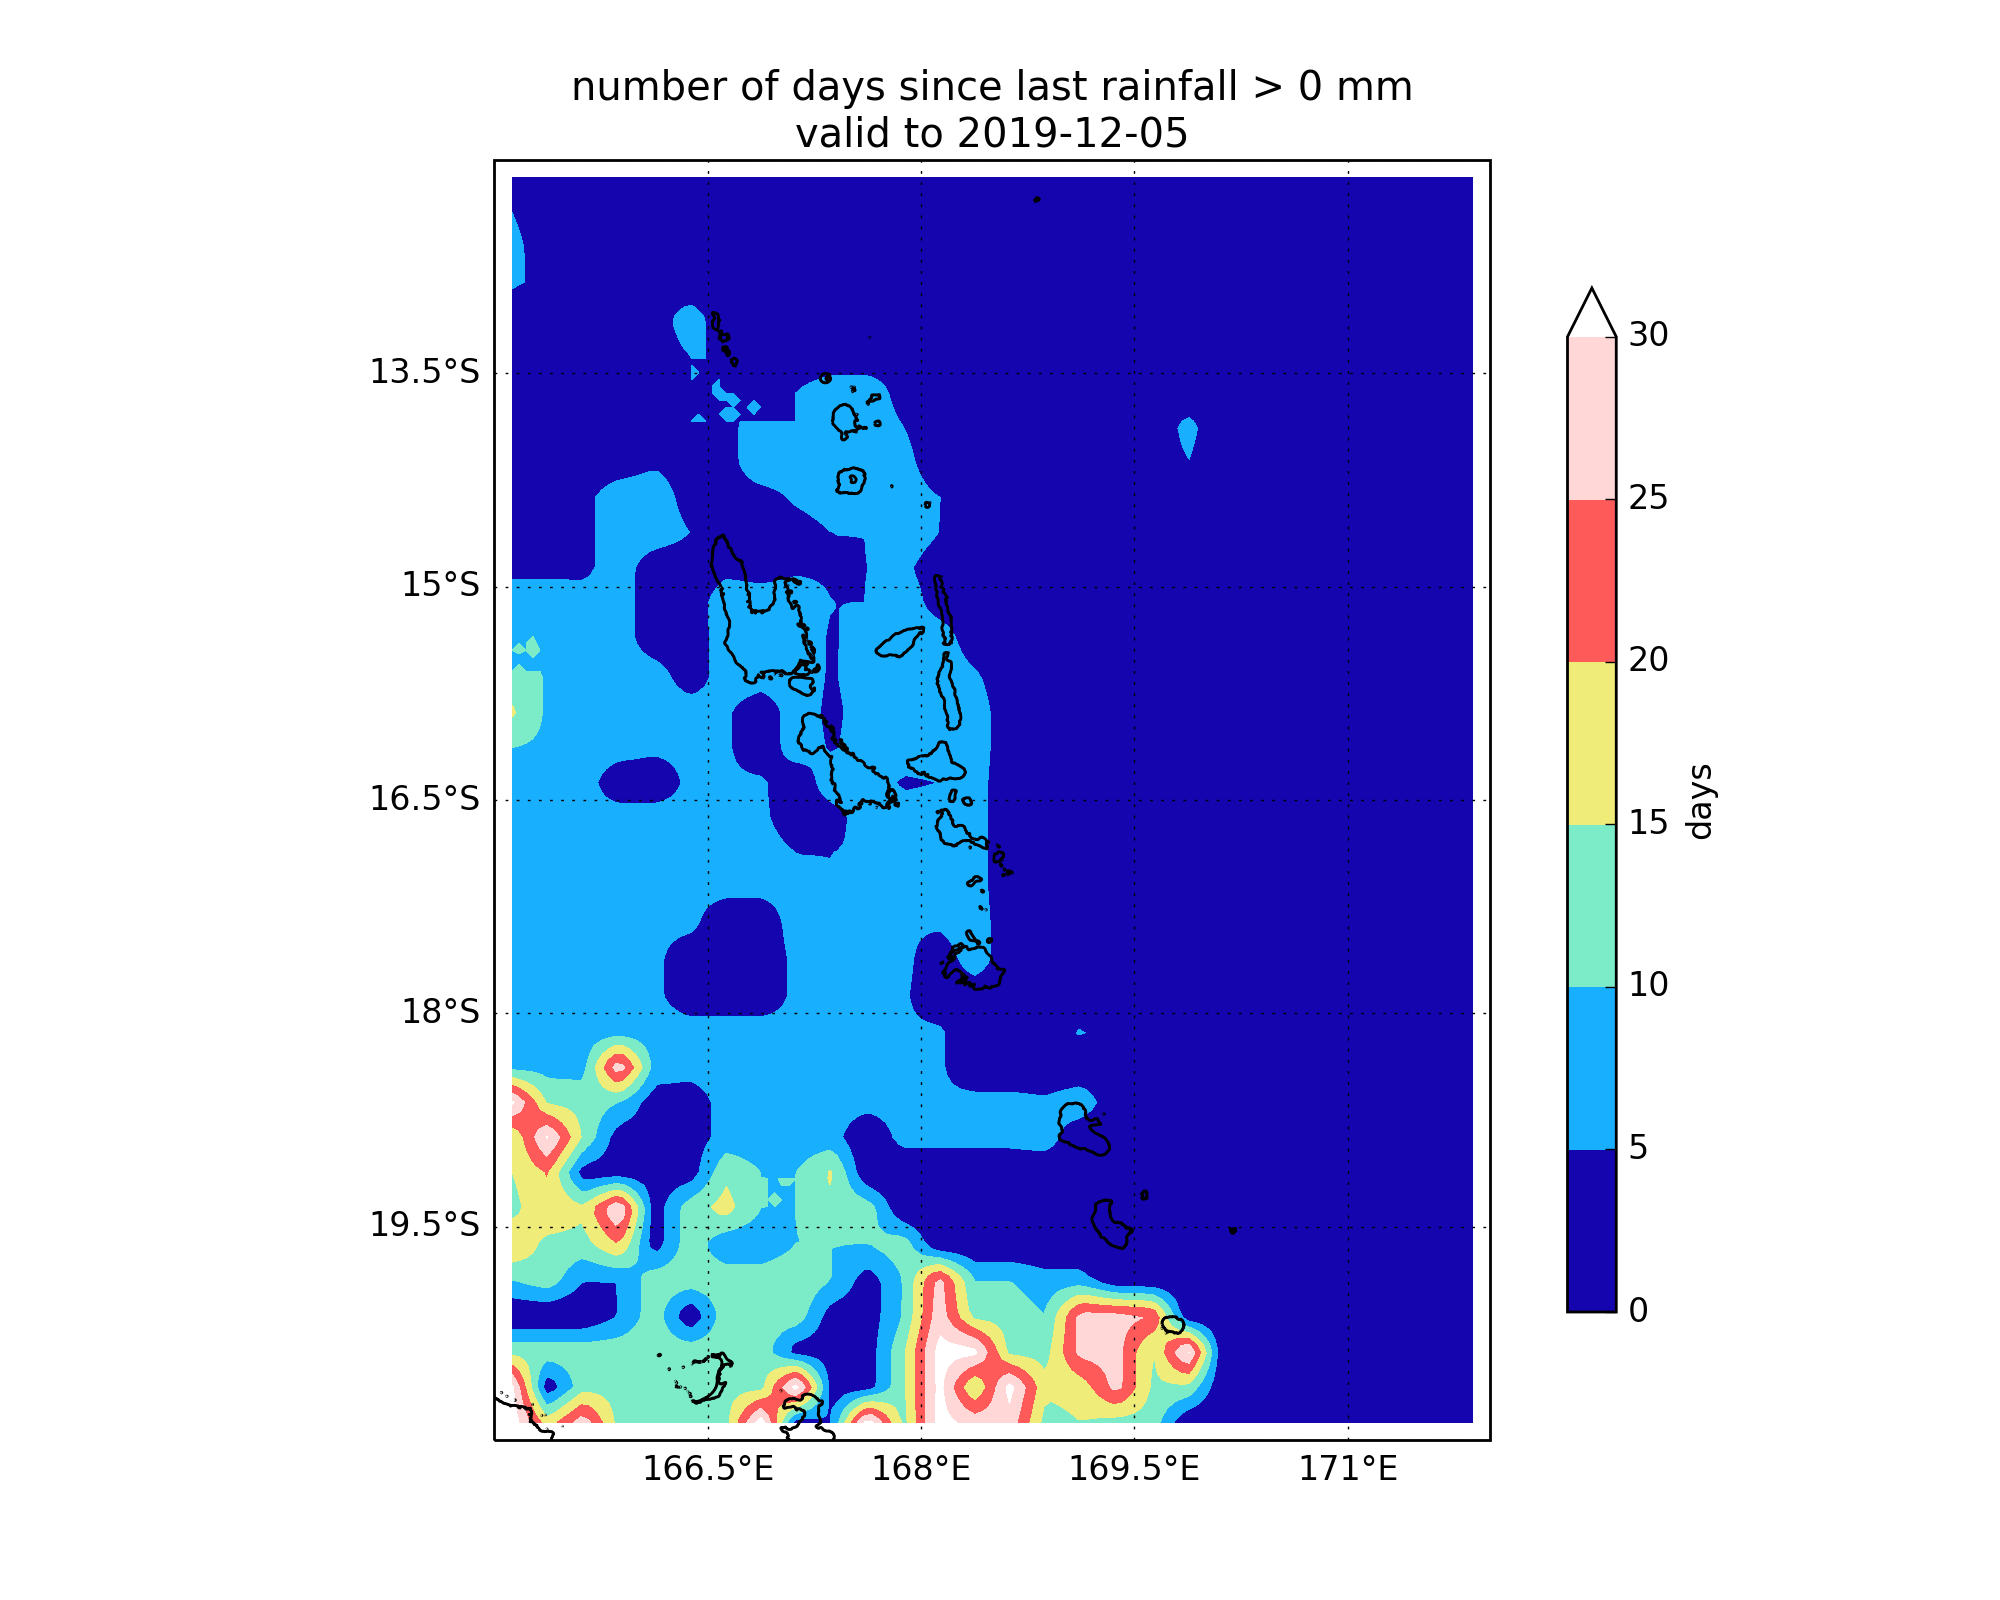 number of days since last rainfall > 0 mm
valid to 2019-12-05
13.5°S
15°S
16.5°S
18°S
19.5°S
166.5°E
168°E
169.5°E
171°E
30
25
20
15
10
5
0
days